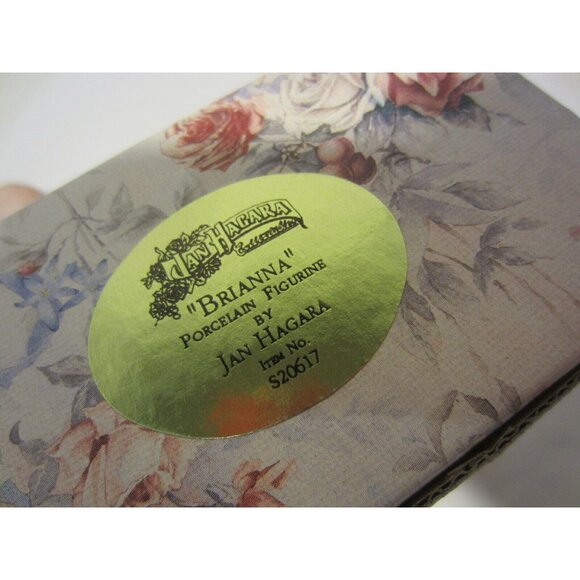 JAN HAGARA
Collectables
"BRIANNA"
PORCELAIN FIGURINE
BY
JAN HAGARA
ITEM NO.
S20617